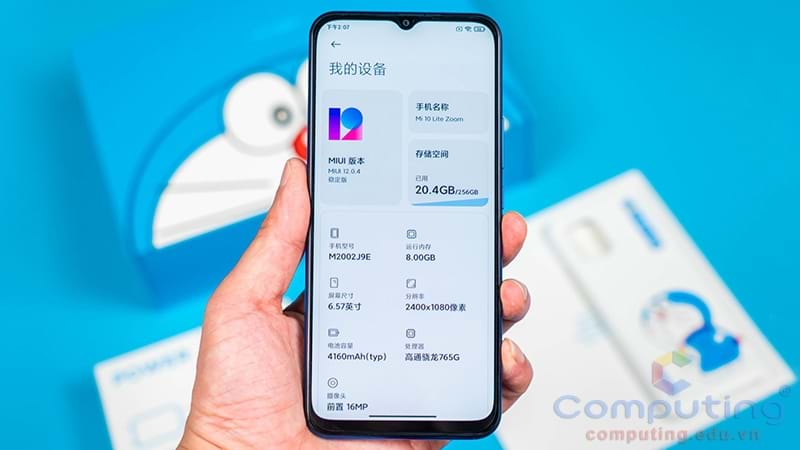 下午2:07
我的设备
12
MIUI 版本
MIUI 12.0.4
稳定版
手机名称
Mi 10 Lite Zoom
存储空间
已用
20.4GB/256GB
手机型号
M2002J9E
运行内存
8.00GB
屏幕尺寸
6.57英寸
分辨率
2400x1080像素
电池容量
4160mAh(typ)
处理器
高通骁龙765G
摄像头
前置 16MP
POWER
Computing®
computing.edu.vn